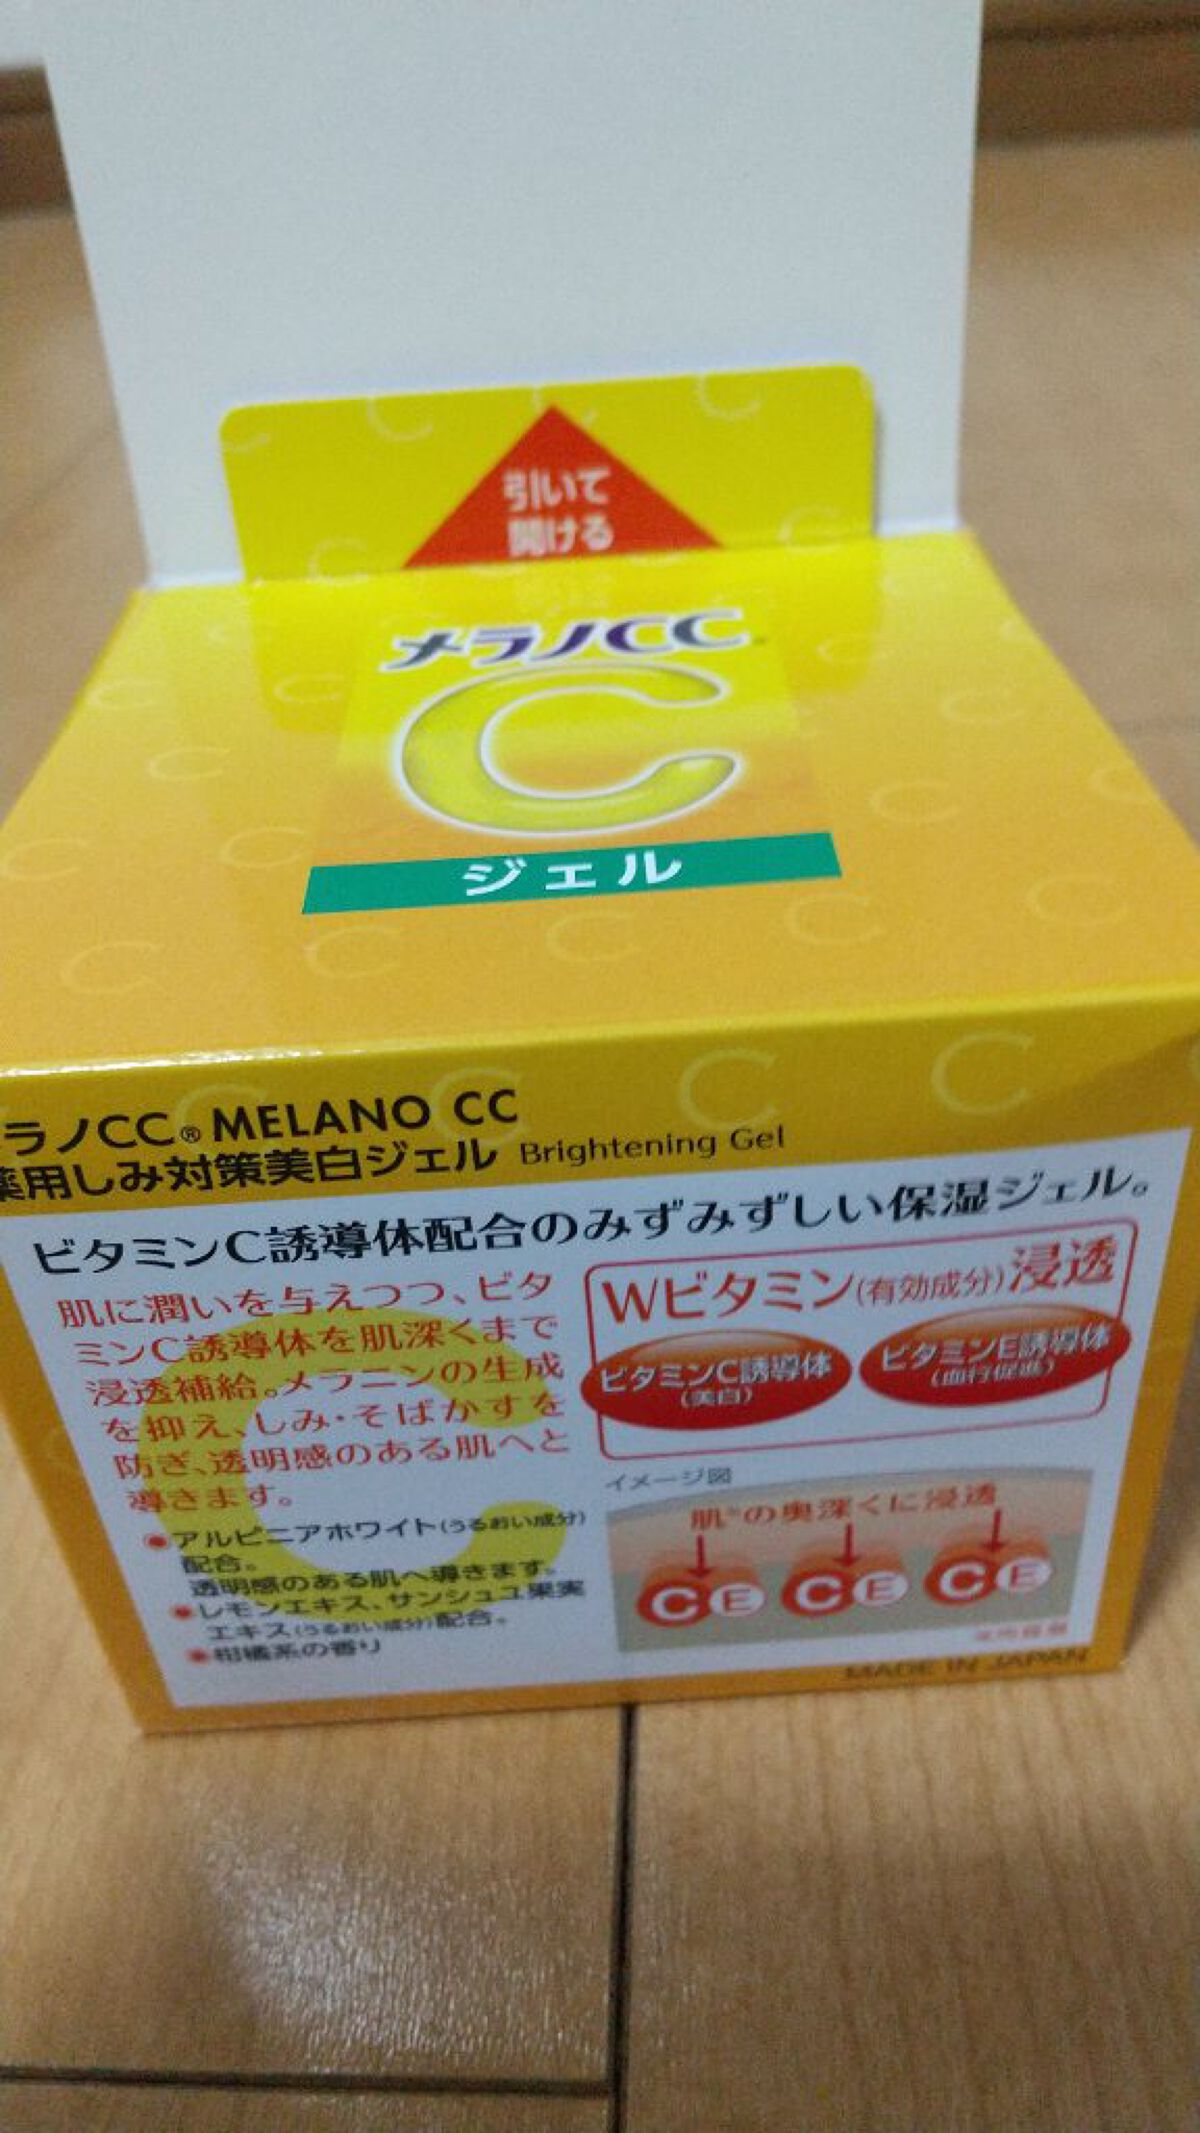 引いて
開ける
メラノCC
C
ジェル
ラノCC® MELANO CC
薬用しみ対策美白ジェル Brightening Gel
ビタミンC誘導体配合のみずみずしい保湿ジェル。
肌に潤いを与えつつ、ビタ
ミンC誘導体を肌深くまで
浸透補給。メラニンの生成
を抑え、しみ・そばかすを
防ぎ、透明感のある肌へと
導きます。
●アルピニアホワイト(うるおい成分)
配合。
透明感のある肌へ導きます。
●レモンエキス、サンシュユ果実
エキス(うるおい成分)配合。
●柑橘系の香り
Wビタミン(有効成分)浸透
ビタミンC誘導体
(美白)
ビタミンE誘導体
(血行促進)
イメージ図
肌*の奥深くに浸透
C E C E C E
MADE IN JAPAN